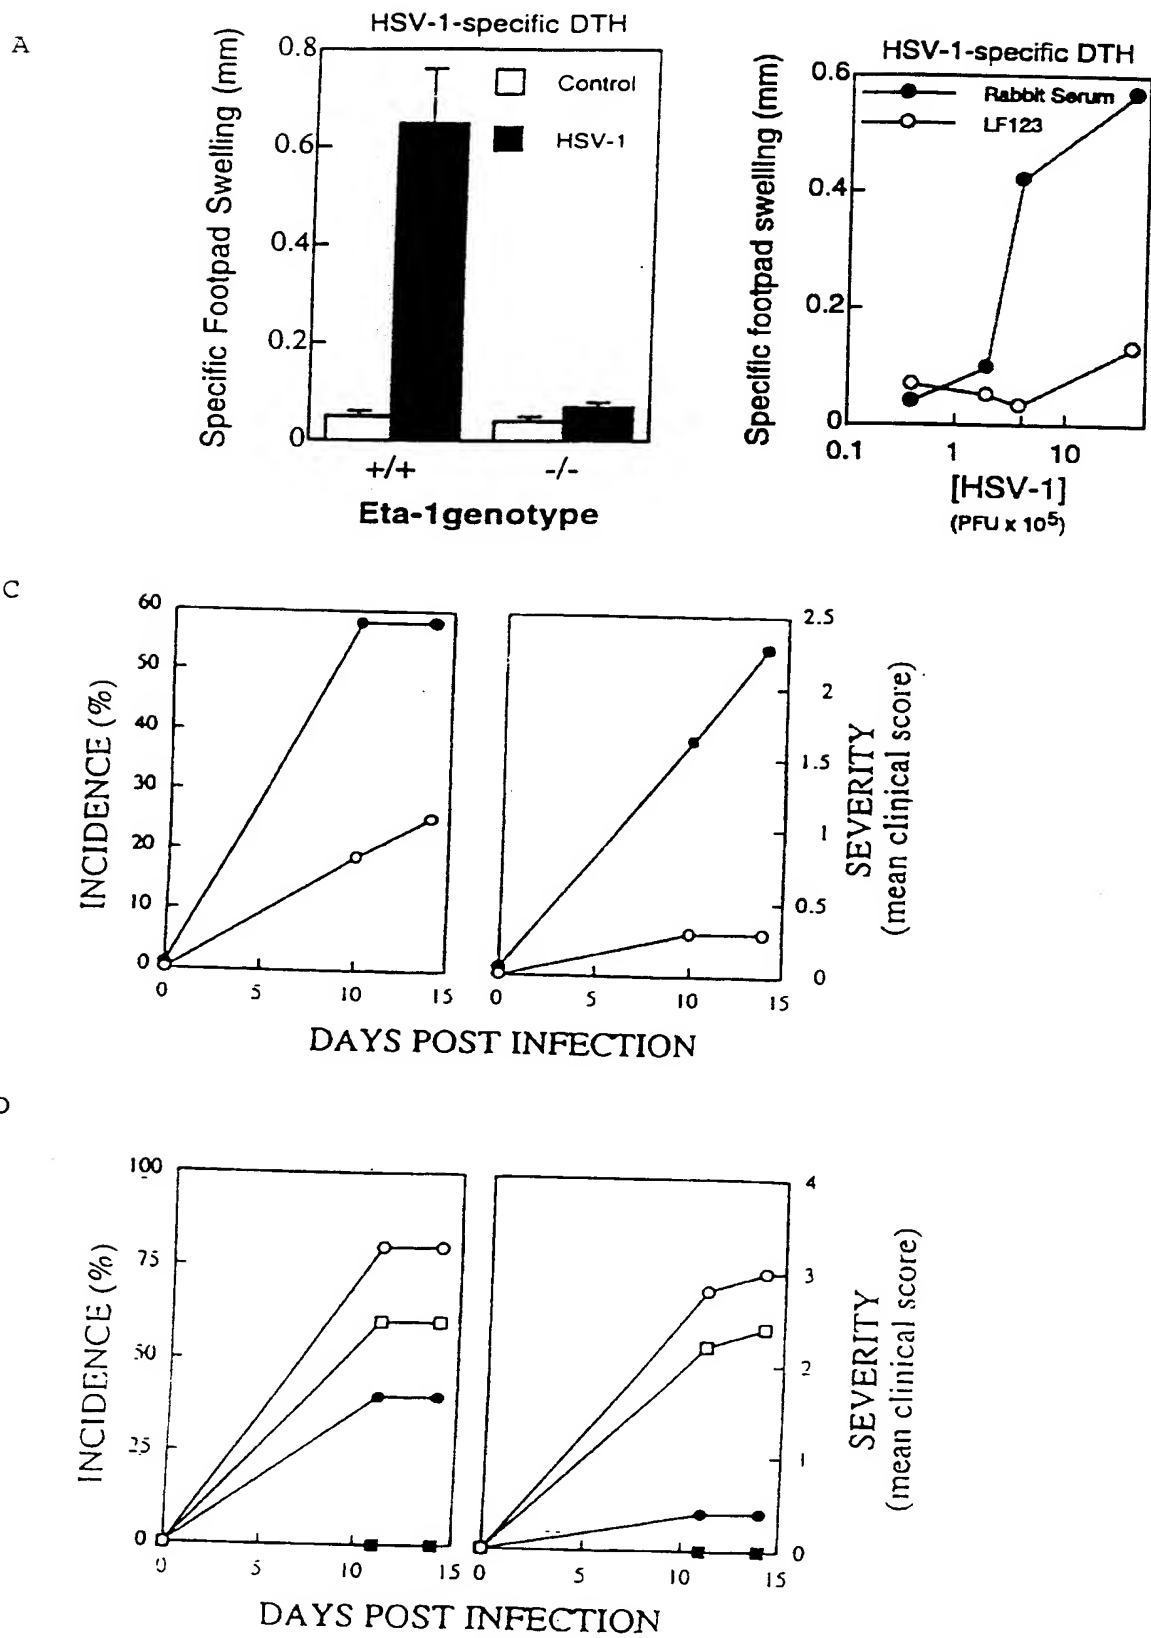 A
HSV-1-specific DTH
Specific Footpad Swelling (mm)
0.8
0.6
0.4
0.2
0
Control
HSV-1
+/+
-/-
Eta-1genotype
HSV-1-specific DTH
Specific footpad swelling (mm)
0.6
0.4
0.2
0
Rabbit Serum
LF123
0.1
1
10
[HSV-1]
(PFU x 10⁵)
C
INCIDENCE (%)
60
50
40
30
20
10
0
0
5
10
15
2.5
2
1.5
1
0.5
0
SEVERITY
(mean clinical score)
0
5
10
15
DAYS POST INFECTION
INCIDENCE (%)
100
75
50
25
0
0
5
10
15
4
3
2
1
0
SEVERITY
(mean clinical score)
0
5
10
15
DAYS POST INFECTION